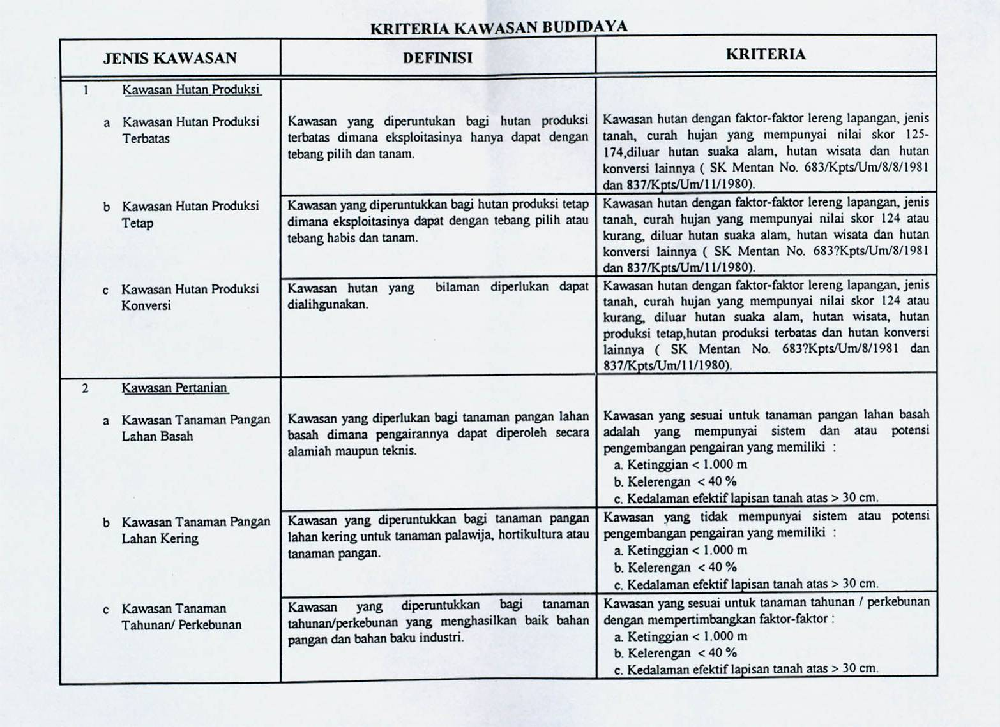 KRITERIA KAWASAN BUDIDAYA
JENIS KAWASAN
DEFINISI
KRITERIA
1 Kawasan Hutan Produksi
a Kawasan Hutan Produksi
Terbatas
Kawasan yang diperuntukan bagi hutan produksi
terbatas dimana eksploitasinya hanya dapat dengan
tebang pilih dan tanam.
Kawasan hutan dengan faktor-faktor lereng lapangan, jenis
tanah, curah hujan yang mempunyai nilai skor 125-
174,diluar hutan suaka alam, hutan wisata dan hutan
konversi lainnya ( SK Mentan No. 683/Kpts/Um/8/8/1981
dan 837/Kpts/Um/11/1980).
b Kawasan Hutan Produksi
Tetap
Kawasan yang diperuntukkan bagi hutan produksi tetap
dimana eksploitasinya dapat dengan tebang pilih atau
tebang habis dan tanam.
Kawasan hutan dengan faktor-faktor lereng lapangan, jenis
tanah, curah hujan yang mempunyai nilai skor 124 atau
kurang, diluar hutan suaka alam, hutan wisata dan hutan
konversi lainnya ( SK Mentan No. 683?Kpts/Um/8/1981
dan 837/Kpts/Um/11/1980).
c Kawasan Hutan Produksi
Konversi
Kawasan hutan yang bilaman diperlukan dapat
dialihgunakan.
Kawasan hutan dengan faktor-faktor lereng lapangan, jenis
tanah, curah hujan yang mempunyai nilai skor 124 atau
kurang, diluar hutan suaka alam, hutan wisata, hutan
produksi tetap,hutan produksi terbatas dan hutan konversi
lainnya ( SK Mentan No. 683?Kpts/Um/8/1981 dan
837/Kpts/Um/11/1980).
2 Kawasan Pertanian
a Kawasan Tanaman Pangan
Lahan Basah
Kawasan yang diperlukan bagi tanaman pangan lahan
basah dimana pengairannya dapat diperoleh secara
alamiah maupun teknis.
Kawasan yang sesuai untuk tanaman pangan lahan basah
adalah yang mempunyai sistem dan atau potensi
pengembangan pengairan yang memiliki :
a. Ketinggian < 1.000 m
b. Kelerengan < 40 %
c. Kedalaman efektif lapisan tanah atas > 30 cm.
b Kawasan Tanaman Pangan
Lahan Kering
Kawasan yang diperuntukkan bagi tanaman pangan
lahan kering untuk tanaman palawija, hortikultura atau
tanaman pangan.
Kawasan yang tidak mempunyai sistem atau potensi
pengembangan pengairan yang memiliki :
a. Ketinggian < 1.000 m
b. Kelerengan < 40 %
c. Kedalaman efektif lapisan tanah atas > 30 cm.
c Kawasan Tanaman
Tahunan/ Perkebunan
Kawasan yang diperuntukkan bagi tanaman
tahunan/perkebunan yang menghasilkan baik bahan
pangan dan bahan baku industri.
Kawasan yang sesuai untuk tanaman tahunan / perkebunan
dengan mempertimbangkan faktor-faktor :
a. Ketinggian < 1.000 m
b. Kelerengan < 40 %
c. Kedalaman efektif lapisan tanah atas > 30 cm.